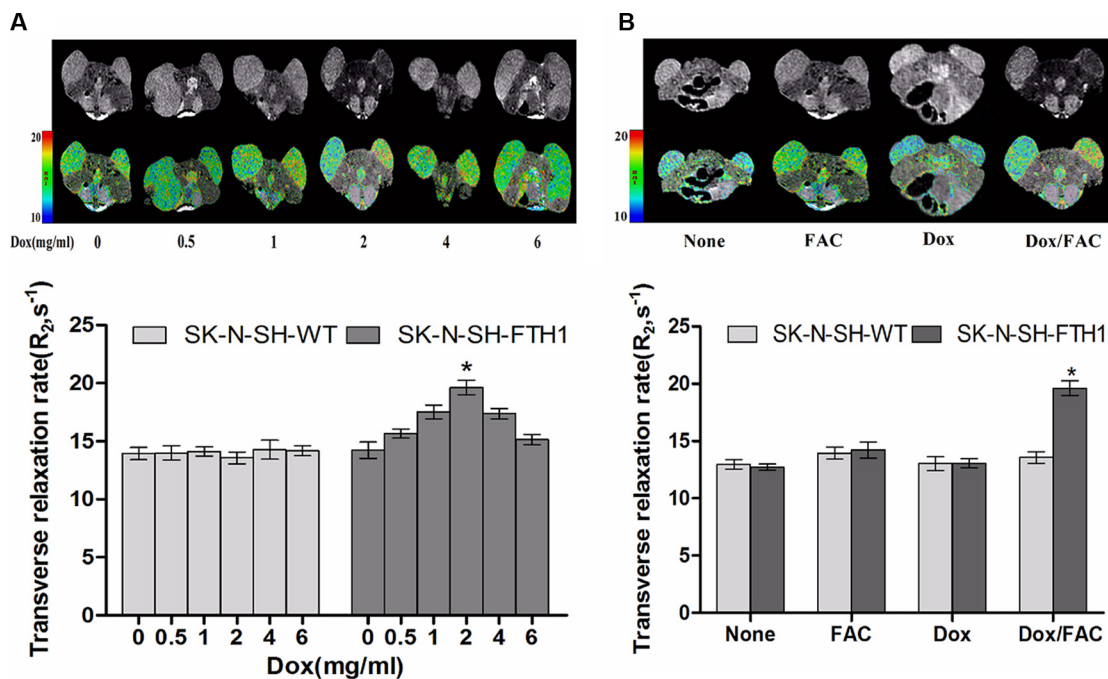 A
20
10
Dox(mg/ml) 0 0.5 1 2 4 6
Transverse relaxation rate(R2,s-1)
25
20
15
10
5
0
SK-N-SH-WT SK-N-SH-FTH1
*
0 0.5 1 2 4 6 0 0.5 1 2 4 6
Dox(mg/ml)
B
20
10
None FAC Dox Dox/FAC
Transverse relaxation rate(R2,s-1)
25
20
15
10
5
0
SK-N-SH-WT SK-N-SH-FTH1
*
None FAC Dox Dox/FAC